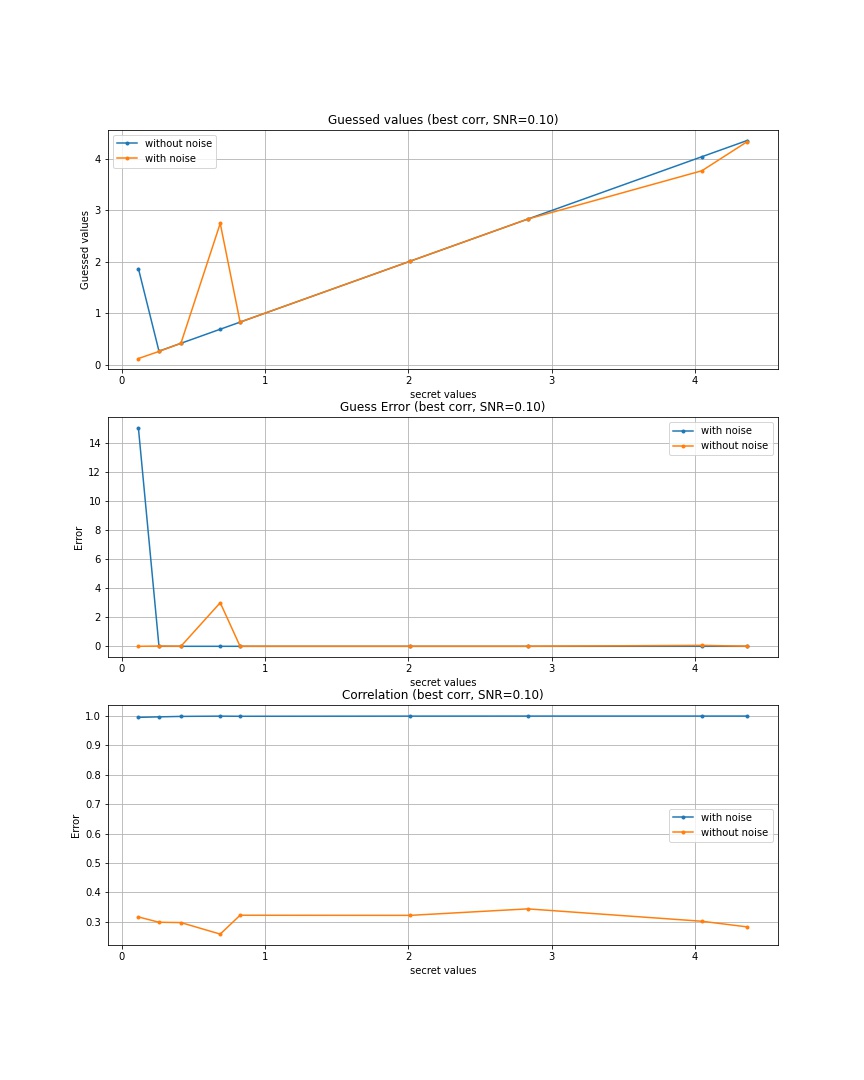 Guessed values (best corr, SNR=0.10)
without noise
with noise
4
3
2
1
0
Guessed values
0 1 2 3 4
secret values
Guess Error (best corr, SNR=0.10)
with noise
without noise
14
12
10
8
6
4
2
0
Error
0 1 2 3 4
secret values
Correlation (best corr, SNR=0.10)
1.0
0.9
0.8
0.7
0.6
0.5
0.4
0.3
Error
with noise
without noise
0 1 2 3 4
secret values